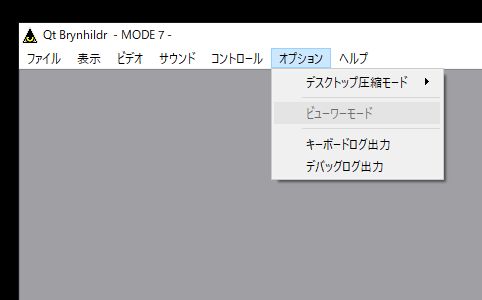 Qt Brynhildr - MODE 7 -
ファイル 表示 ビデオ サウンド コントロール オプション ヘルプ
デスクトップ圧縮モード
ビューワーモード
キーボードログ出力
デバッグログ出力